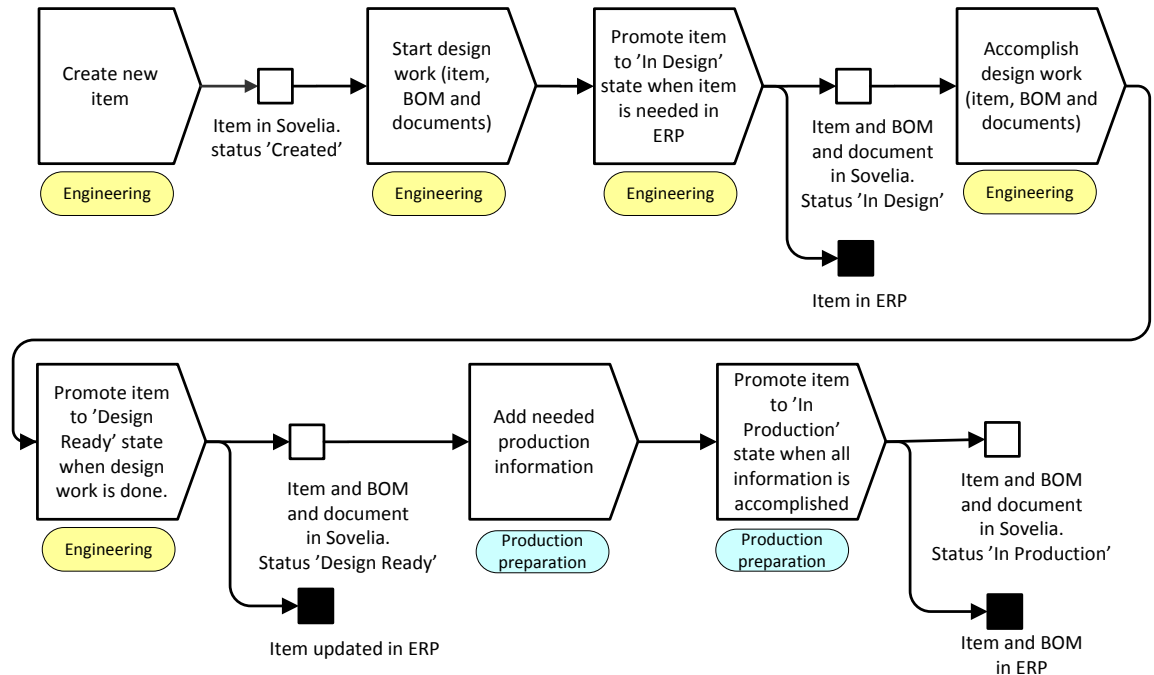 Create new
item
Engineering
Item in Sovelia.
status ’Created’
Start design
work (item,
BOM and
documents)
Engineering
Promote item
to ’In Design’
state when item
is needed in
ERP
Engineering
Item and BOM
and document
in Sovelia.
Status ’In Design’
Item in ERP
Accomplish
design work
(item, BOM and
documents)
Engineering
Promote item
to ’Design
Ready’ state
when design
work is done.
Engineering
Item and BOM
and document
in Sovelia.
Status ’Design Ready’
Item updated in ERP
Add needed
production
information
Production
preparation
Promote item
to ’In
Production’
state when all
information is
accomplished
Production
preparation
Item and BOM
and document
in Sovelia.
Status ’In Production’
Item and BOM
in ERP